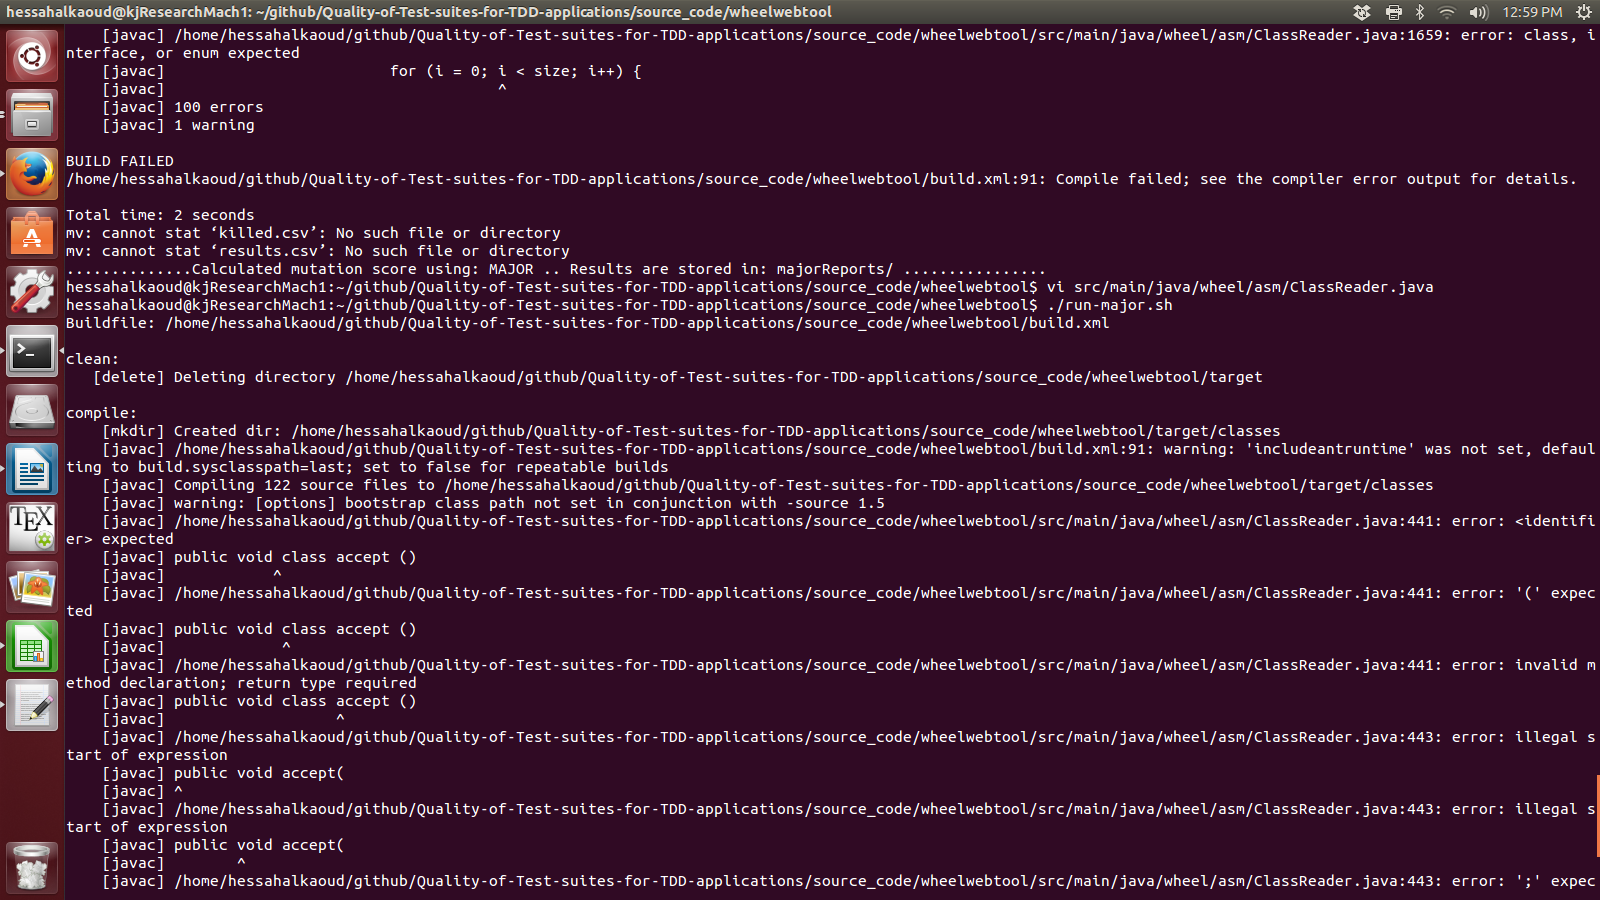 hessahalkaoud@kjResearchMach1: ~/github/Quality-of-Test-suites-for-TDD-applications/source_code/wheelwebtool
12:59 PM
[javac] /home/hessahalkaoud/github/Quality-of-Test-suites-for-TDD-applications/source_code/wheelwebtool/src/main/java/wheel/asm/ClassReader.java:1659: error: class, i
nterface, or enum expected
[javac]                         for (i = 0; i < size; i++) {
[javac]                                     ^
[javac] 100 errors
[javac] 1 warning
BUILD FAILED
/home/hessahalkaoud/github/Quality-of-Test-suites-for-TDD-applications/source_code/wheelwebtool/build.xml:91: Compile failed; see the compiler error output for details.
Total time: 2 seconds
mv: cannot stat ‘killed.csv’: No such file or directory
mv: cannot stat ‘results.csv’: No such file or directory
..............Calculated mutation score using: MAJOR .. Results are stored in: majorReports/ ................
hessahalkaoud@kjResearchMach1:~/github/Quality-of-Test-suites-for-TDD-applications/source_code/wheelwebtool$ vi src/main/java/wheel/asm/ClassReader.java
hessahalkaoud@kjResearchMach1:~/github/Quality-of-Test-suites-for-TDD-applications/source_code/wheelwebtool$ ./run-major.sh
Buildfile: /home/hessahalkaoud/github/Quality-of-Test-suites-for-TDD-applications/source_code/wheelwebtool/build.xml
clean:
[delete] Deleting directory /home/hessahalkaoud/github/Quality-of-Test-suites-for-TDD-applications/source_code/wheelwebtool/target
compile:
[mkdir] Created dir: /home/hessahalkaoud/github/Quality-of-Test-suites-for-TDD-applications/source_code/wheelwebtool/target/classes
[javac] /home/hessahalkaoud/github/Quality-of-Test-suites-for-TDD-applications/source_code/wheelwebtool/build.xml:91: warning: 'includeantruntime' was not set, defaul
ting to build.sysclasspath=last; set to false for repeatable builds
[javac] Compiling 122 source files to /home/hessahalkaoud/github/Quality-of-Test-suites-for-TDD-applications/source_code/wheelwebtool/target/classes
[javac] warning: [options] bootstrap class path not set in conjunction with -source 1.5
[javac] /home/hessahalkaoud/github/Quality-of-Test-suites-for-TDD-applications/source_code/wheelwebtool/src/main/java/wheel/asm/ClassReader.java:441: error: <identifi
er> expected
[javac] public void class accept ()
[javac]            ^
[javac] /home/hessahalkaoud/github/Quality-of-Test-suites-for-TDD-applications/source_code/wheelwebtool/src/main/java/wheel/asm/ClassReader.java:441: error: '(' expec
ted
[javac] public void class accept ()
[javac]             ^
[javac] /home/hessahalkaoud/github/Quality-of-Test-suites-for-TDD-applications/source_code/wheelwebtool/src/main/java/wheel/asm/ClassReader.java:441: error: invalid m
ethod declaration; return type required
[javac] public void class accept ()
[javac]                   ^
[javac] /home/hessahalkaoud/github/Quality-of-Test-suites-for-TDD-applications/source_code/wheelwebtool/src/main/java/wheel/asm/ClassReader.java:443: error: illegal s
tart of expression
[javac] public void accept(
[javac] ^
[javac] /home/hessahalkaoud/github/Quality-of-Test-suites-for-TDD-applications/source_code/wheelwebtool/src/main/java/wheel/asm/ClassReader.java:443: error: illegal s
tart of expression
[javac] public void accept(
[javac]        ^
[javac] /home/hessahalkaoud/github/Quality-of-Test-suites-for-TDD-applications/source_code/wheelwebtool/src/main/java/wheel/asm/ClassReader.java:443: error: ';' expec
TEX